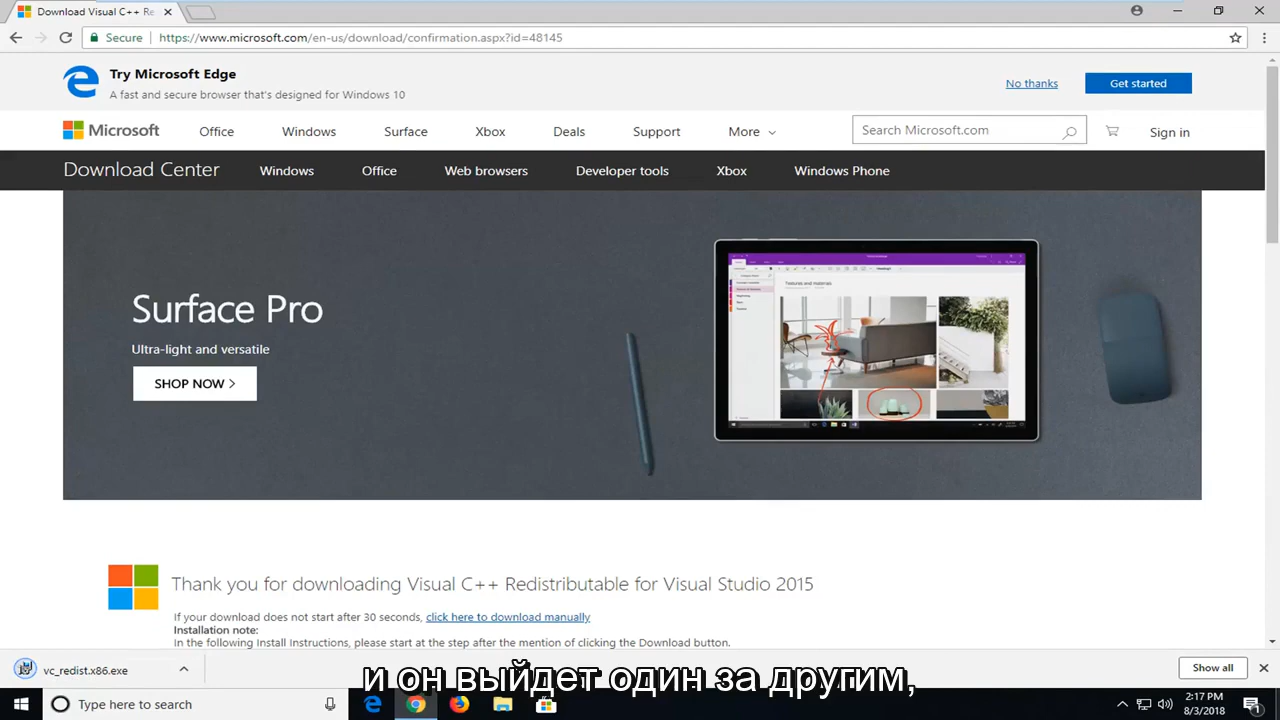 Download Visual C++ Re
Secure https://www.microsoft.com/en-us/download/confirmation.aspx?id=48145
Try Microsoft Edge
A fast and secure browser that's designed for Windows 10
No thanks
Get started
Microsoft Office Windows Surface Xbox Deals Support More Search Microsoft.com Sign in
Download Center Windows Office Web browsers Developer tools Xbox Windows Phone
Surface Pro
Ultra-light and versatile
SHOP NOW
Thank you for downloading Visual C++ Redistributable for Visual Studio 2015
If your download does not start after 30 seconds, click here to download manually
Installation note:
In the following Install Instructions, please start at the step after the mention of clicking the Download button.
vc_redist.x86.exe
Show all
и он выйдет один за другим,
Type here to search
2:17 PM
8/3/2018